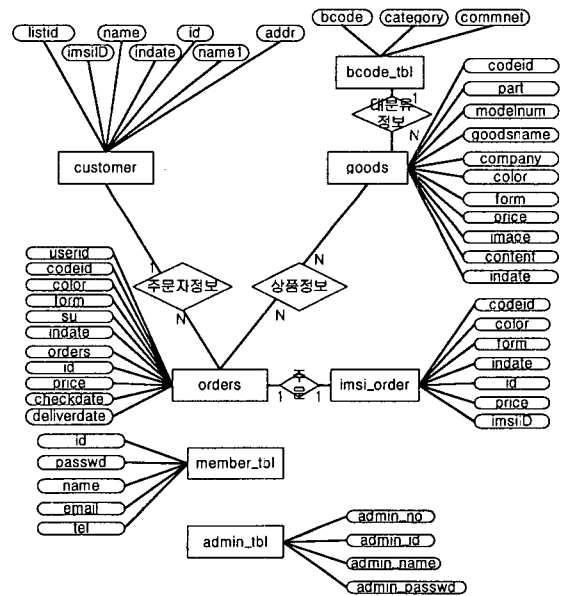 listid
name
id
addr
imsiID
indate
name1
customer
bcode
category
commnet
bcode_tbl
1
대분류
정보
N
goods
codeid
part
modelnum
goodsname
company
color
form
price
image
content
indate
1
주문자정보
N
N
상품정보
N
userid
codeid
color
form
su
indate
orders
id
price
checkdate
deliverdate
orders
1
주문
1
imsi_order
codeid
color
form
indate
id
price
imsiID
id
passwd
name
email
tel
member_tbl
admin_tbl
admin_no
admin_id
admin_name
admin_passwd